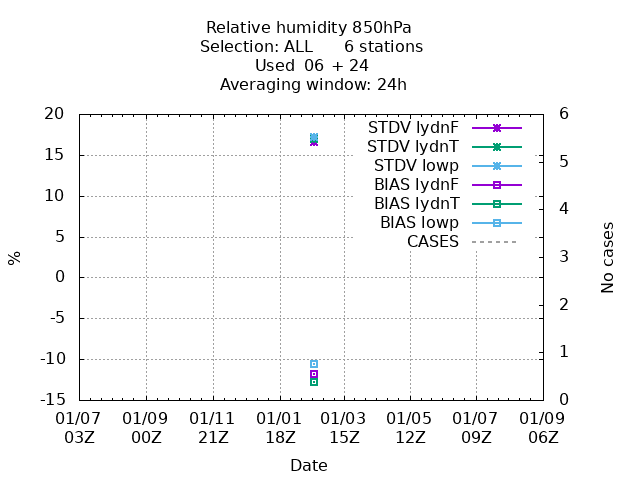 Relative humidity 850hPa
Selection: ALL      6 stations
Used  06 + 24
Averaging window: 24h
20
15
10
5
0
-5
-10
-15
%
6
5
4
3
2
1
0
No cases
STDV lydnF
STDV lydnT
STDV lowp
BIAS lydnF
BIAS lydnT
BIAS lowp
CASES
01/07 01/09 01/11 01/01 01/03 01/05 01/07 01/09
03Z 00Z 21Z 18Z 15Z 12Z 09Z 06Z
Date